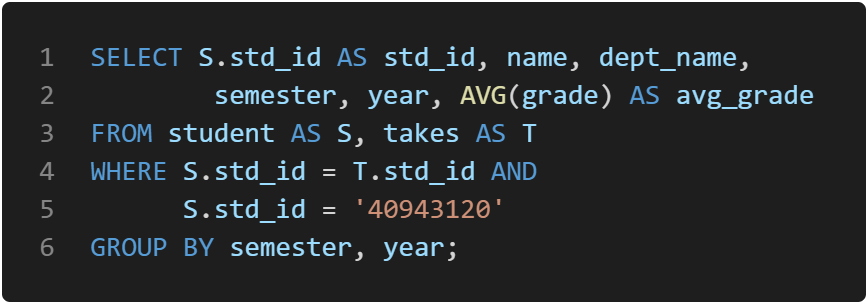 1 SELECT S.std_id AS std_id, name, dept_name,
2 semester, year, AVG(grade) AS avg_grade
3 FROM student AS S, takes AS T
4 WHERE S.std_id = T.std_id AND
5 S.std_id = '40943120'
6 GROUP BY semester, year;